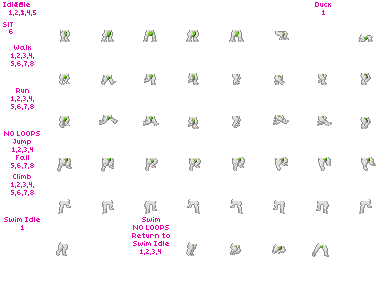 Duck
1
1,2,3,4,5
SIT
6
Walk
1,2,3,4,
5,6,7,8
Run
1,2,3,4,
5,6,7,8
NO LOOPS
Jump
1,2,3,4
Fall
5,6,7,8
Climb
1,2,3,4,
5,6,7,8
Swim Idle
1
Swim
NO LOOPS
Return to
Swim Idle
1,2,3,4